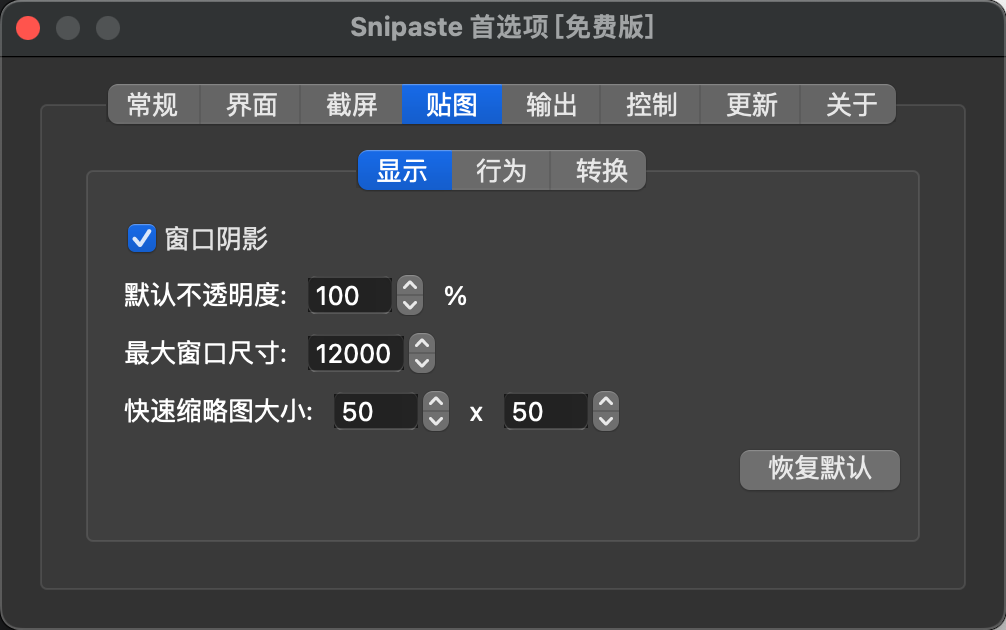 Snipaste 首选项 [免费版]
常规 界面 截屏 贴图 输出 控制 更新 关于
显示 行为 转换
窗口阴影
默认不透明度: 100 %
最大窗口尺寸: 12000
快速缩略图大小: 50 x 50
恢复默认